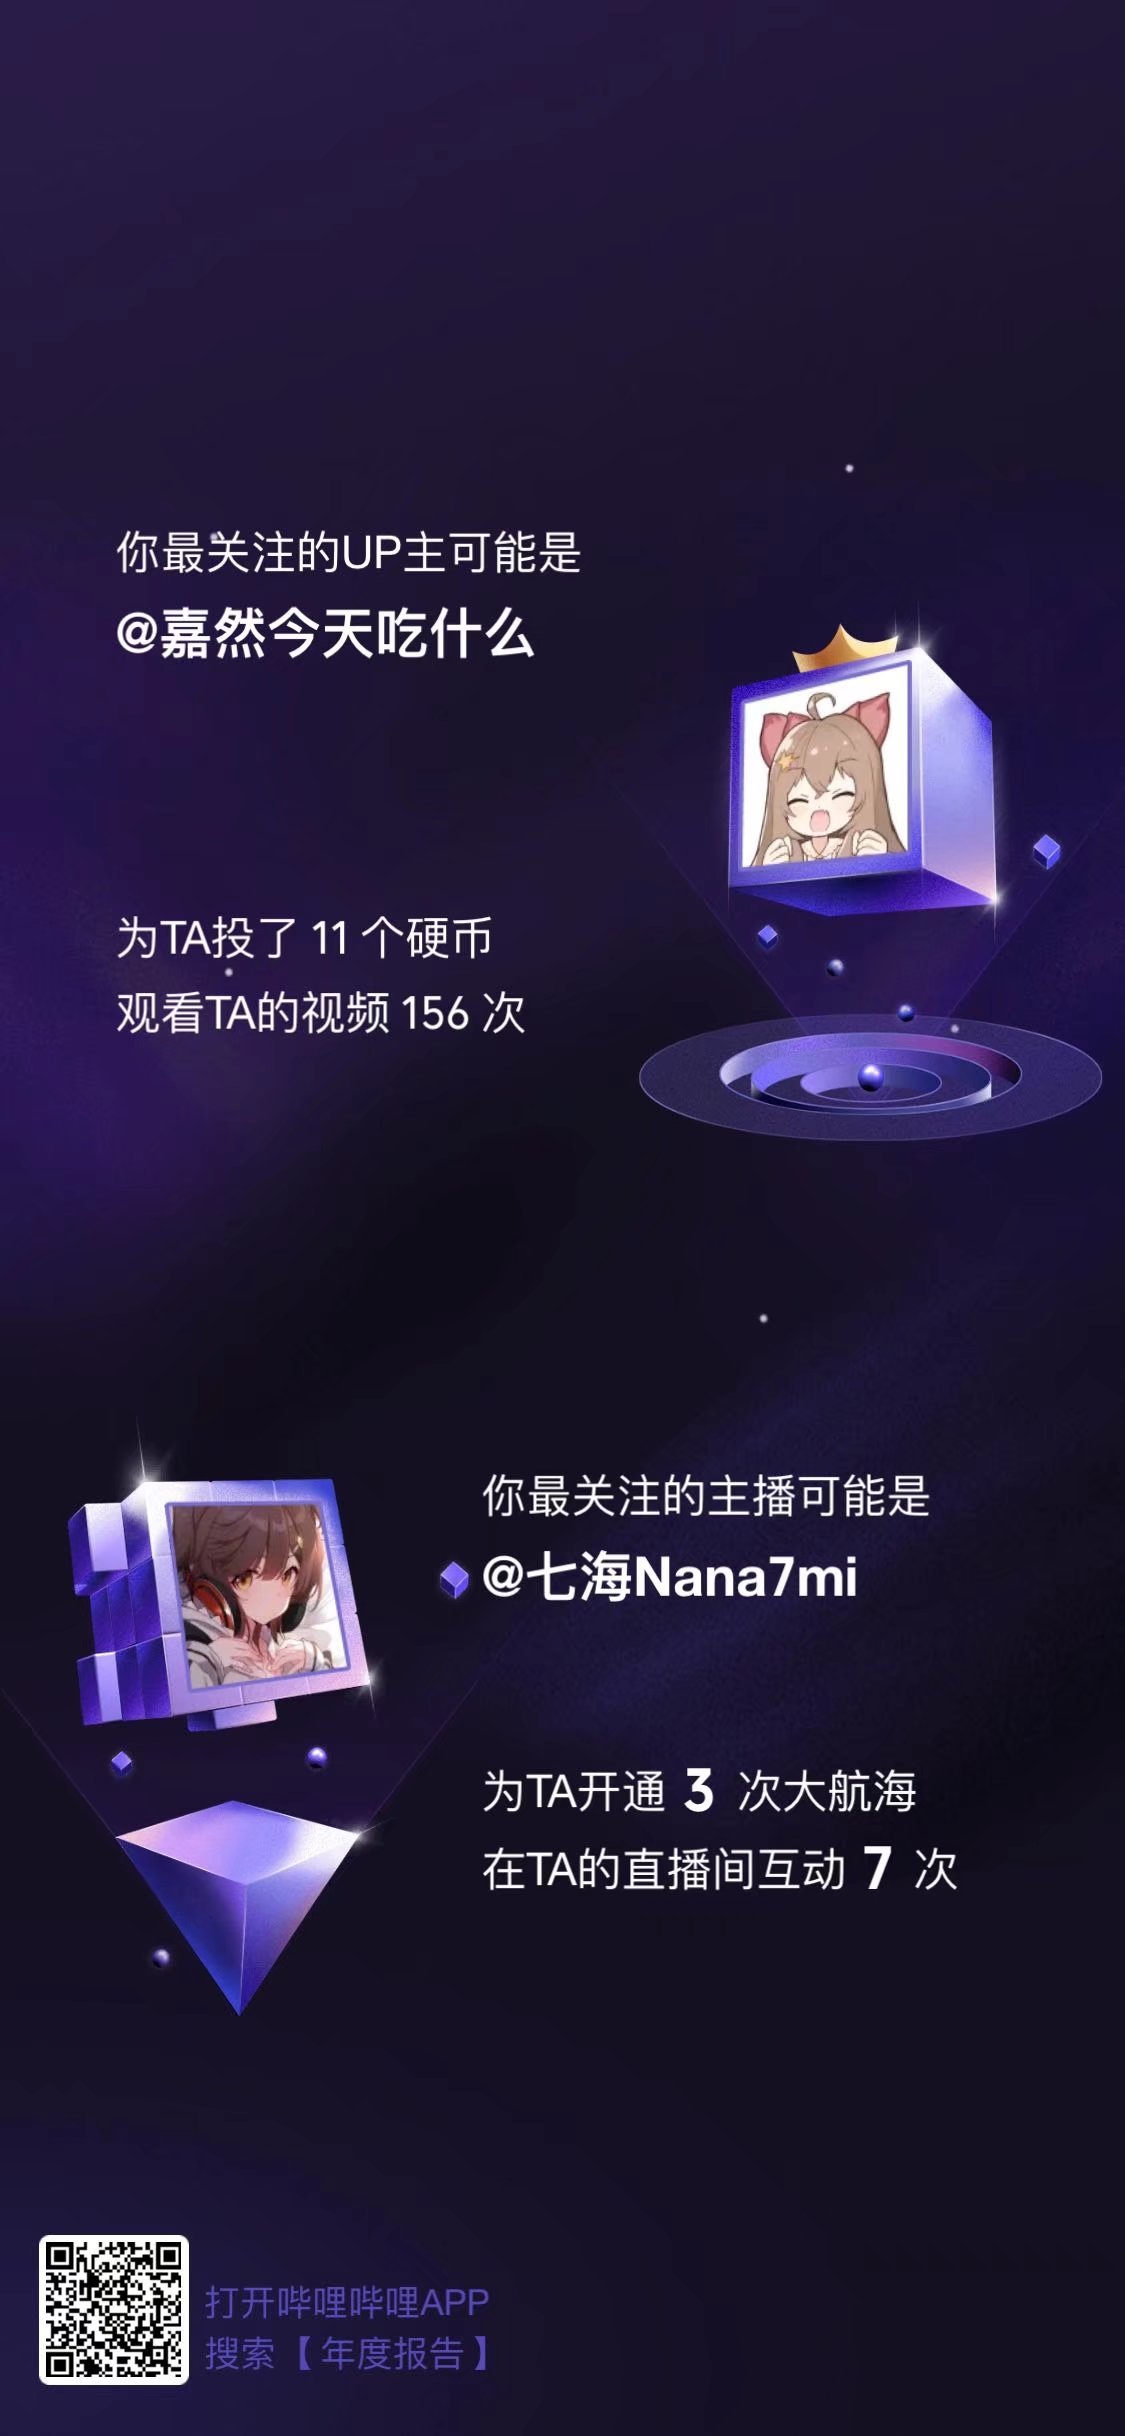 你最关注的UP主可能是
@嘉然今天吃什么
为TA投了 11 个硬币
观看TA的视频 156 次
你最关注的主播可能是
@七海Nana7mi
为TA开通 3 次大航海
在TA的直播间互动 7 次
打开哔哩哔哩APP
搜索【 年度报告 】